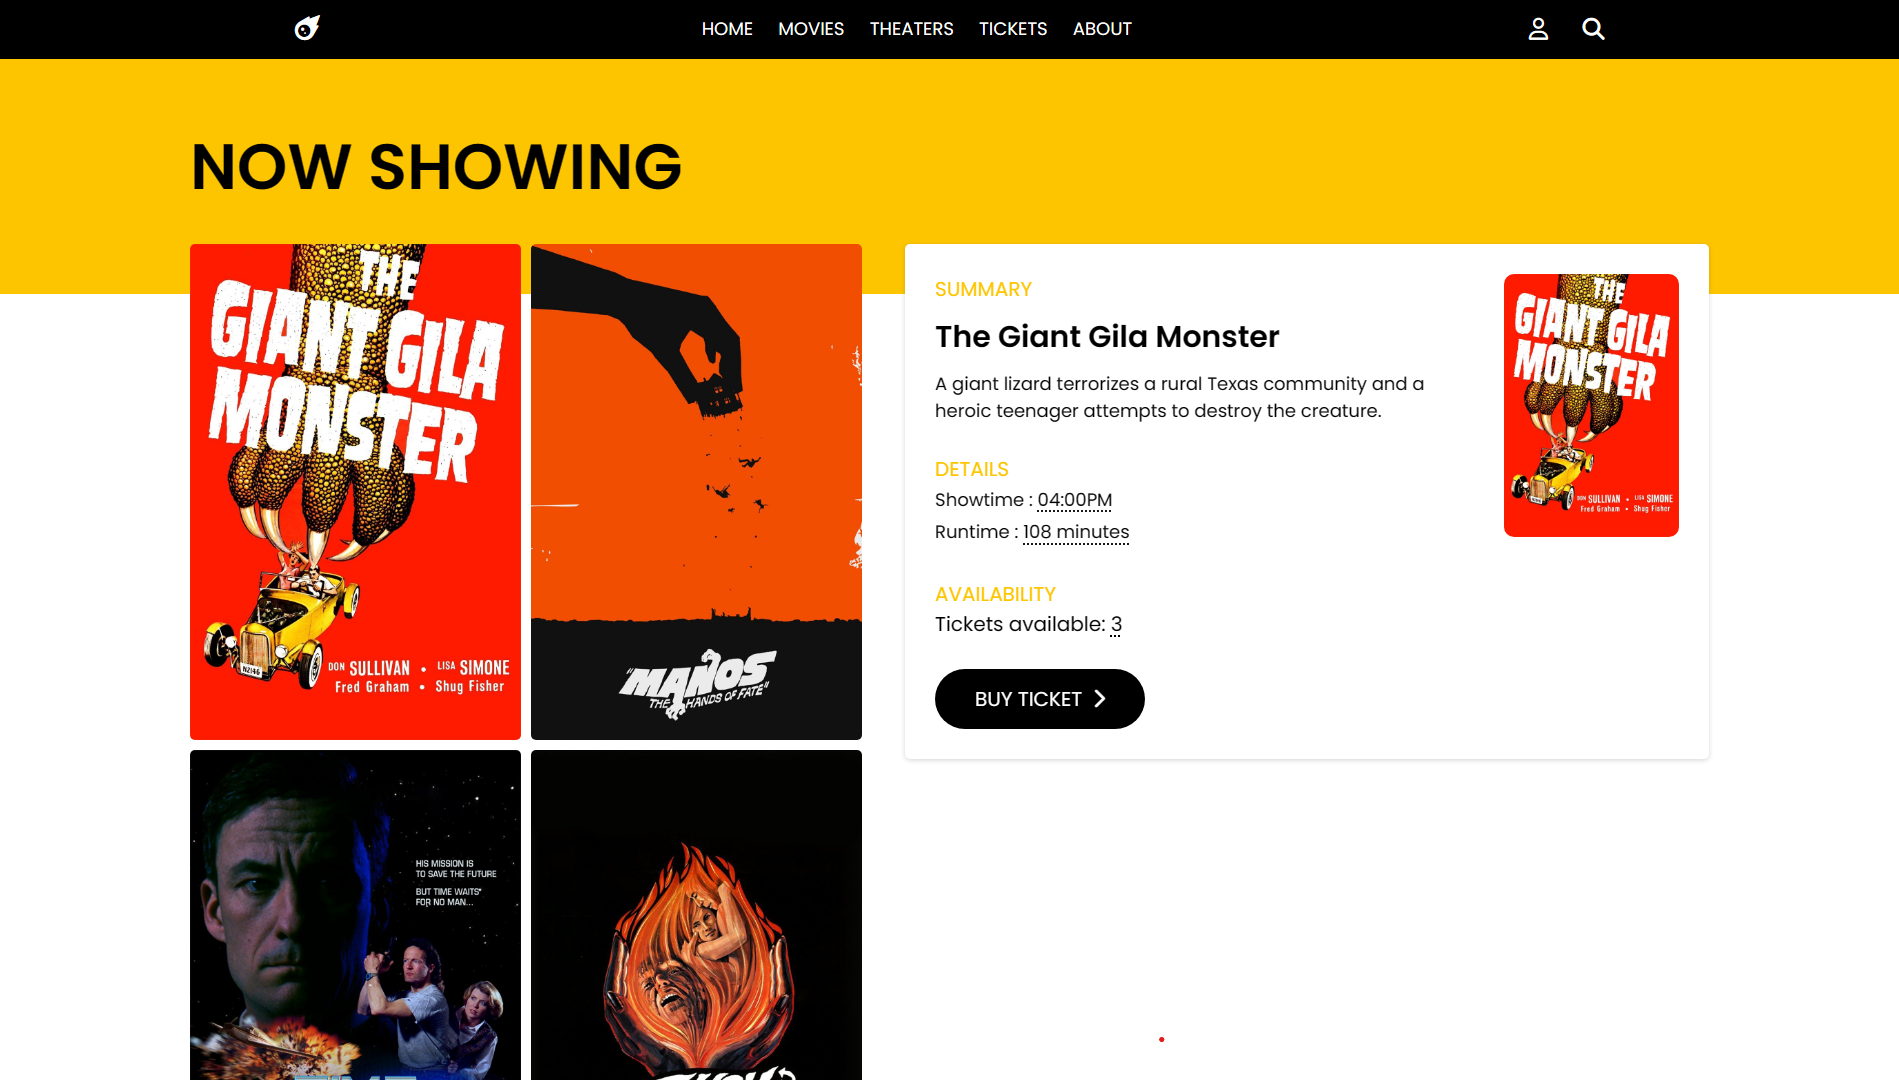 HOME MOVIES THEATERS TICKETS ABOUT
NOW SHOWING
THE
GIANT GILA
MONSTER
DON SULLIVAN • LISA SIMONE
Fred Graham • Shug Fisher
"MANOS
THE HANDS OF FATE"
HIS MISSION IS
TO SAVE THE FUTURE
BUT TIME WAITS
FOR NO MAN...
SUMMARY
The Giant Gila Monster
A giant lizard terrorizes a rural Texas community and a
heroic teenager attempts to destroy the creature.
DETAILS
Showtime : 04:00PM
Runtime : 108 minutes
AVAILABILITY
Tickets available: 3
BUY TICKET
THE
GIANT GILA
MONSTER
DON SULLIVAN • LISA SIMONE
Fred Graham • Shug Fisher